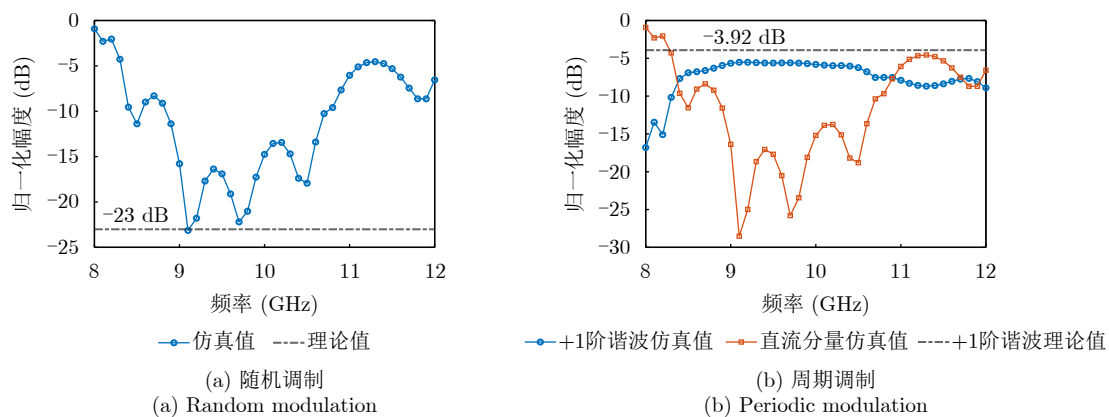 0
−5
−10
−15
−20
−25
归一化幅度 (dB)
−23 dB
8
9
10
11
12
频率 (GHz)
仿真值
理论值
(a) 随机调制
(a) Random modulation
0
−5
−10
−15
−20
−25
−30
归一化幅度 (dB)
−3.92 dB
8
9
10
11
12
频率 (GHz)
+1阶谐波仿真值
直流分量仿真值
+1阶谐波理论值
(b) 周期调制
(b) Periodic modulation